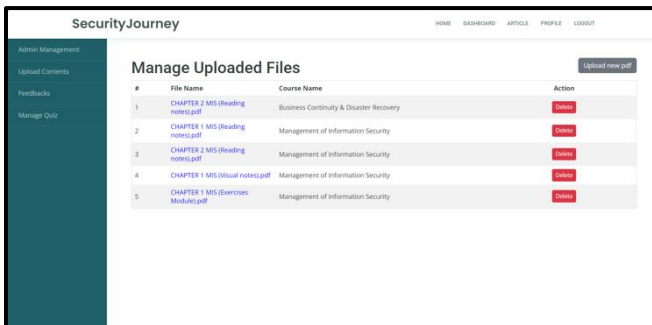 SecurityJourney
HOME DASHBOARD ARTICLE PROFILE LOGOUT
Admin Management
Upload Contents
Feedbacks
Manage Quiz
Manage Uploaded Files
Upload new pdf
# File Name Course Name Action
1 CHAPTER 2 MIS (Reading
notes).pdf Business Continuity & Disaster Recovery Delete
2 CHAPTER 1 MIS (Reading
notes).pdf Management of Information Security Delete
3 CHAPTER 2 MIS (Reading
notes).pdf Management of Information Security Delete
4 CHAPTER 1 MIS (Visual notes).pdf Management of Information Security Delete
5 CHAPTER 1 MIS (Exercises
Module).pdf Management of Information Security Delete